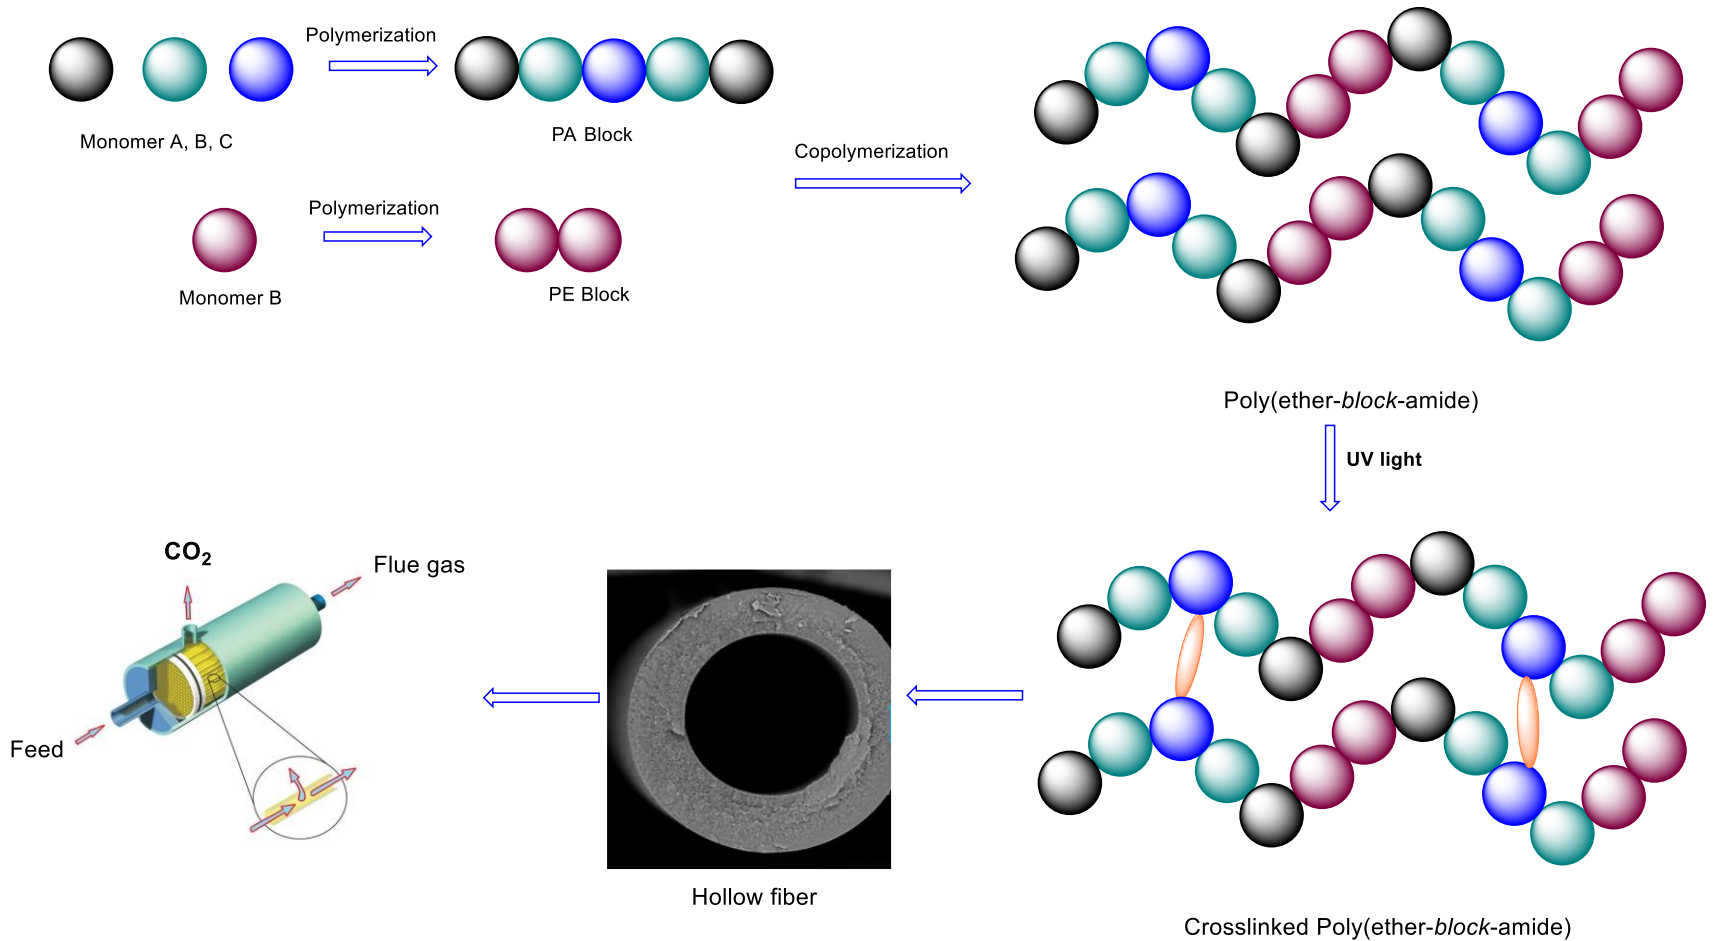 Polymerization
Monomer A, B, C
PA Block
Copolymerization
Polymerization
Monomer B
PE Block
Poly(ether-block-amide)
UV light
CO2
Flue gas
Feed
Hollow fiber
Crosslinked Poly(ether-block-amide)